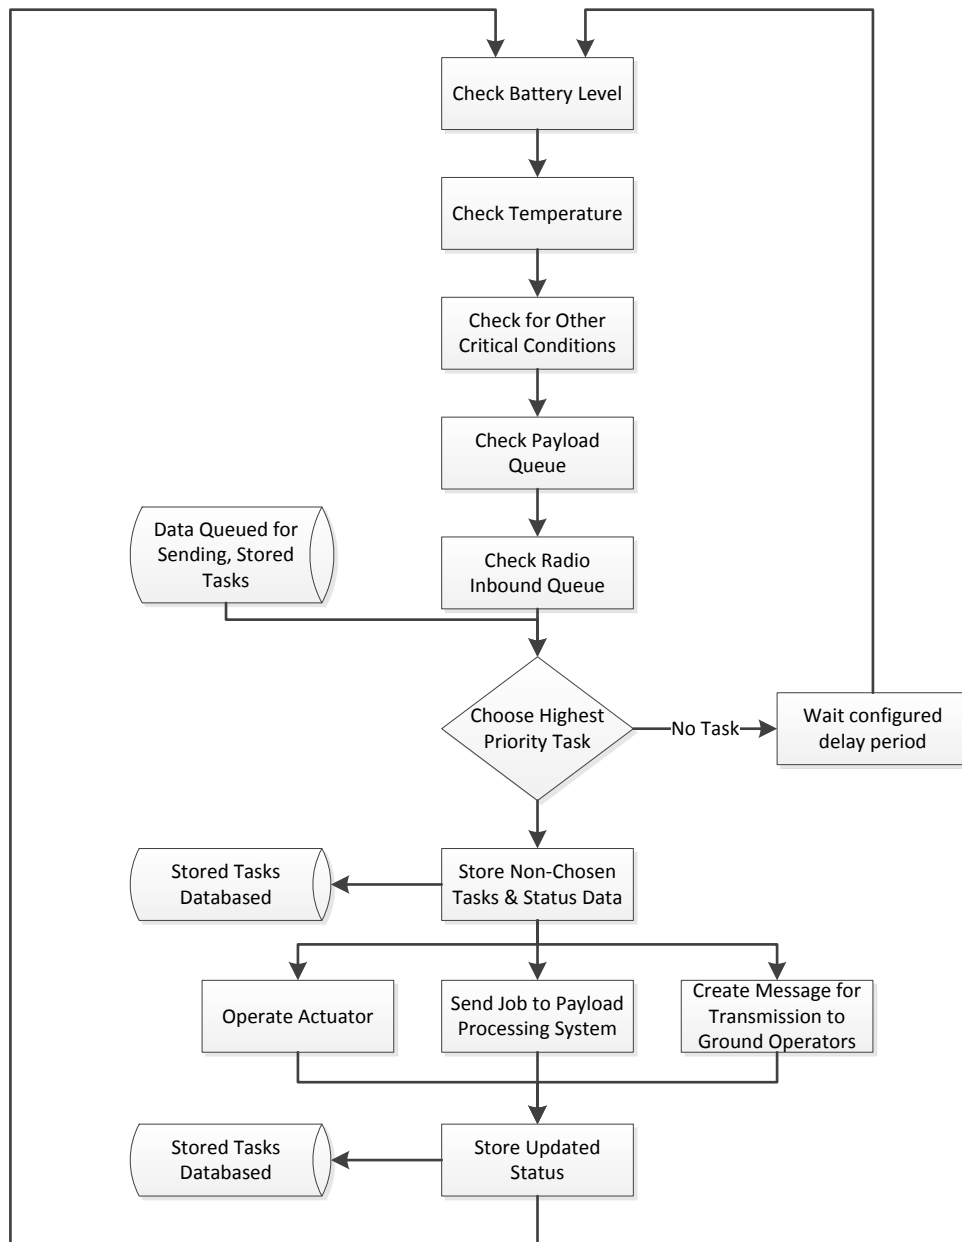 Check Battery Level
Check Temperature
Check for Other
Critical Conditions
Check Payload
Queue
Data Queued for
Sending, Stored
Tasks
Check Radio
Inbound Queue
Choose Highest
Priority Task
No Task
Wait configured
delay period
Stored Tasks
Databased
Store Non-Chosen
Tasks & Status Data
Operate Actuator
Send Job to Payload
Processing System
Create Message for
Transmission to
Ground Operators
Stored Tasks
Databased
Store Updated
Status